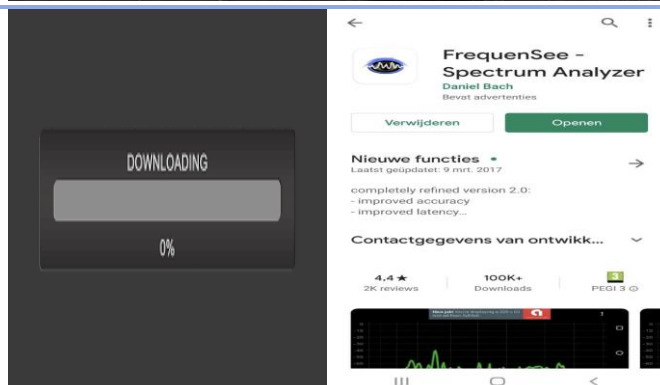 DOWNLOADING
0%
FrequenSee -
Spectrum Analyzer
Daniel Bach
Bevat advertenties
Verwijderen
Openen
Nieuwe functies
Laatst geüpdatet: 9 mrt. 2017
completely refined version 2.0:
- improved accuracy
- improved latency...
Contactgegevens van ontwikk...
4,4★
2K reviews
100K+
Downloads
3
PEGI 3